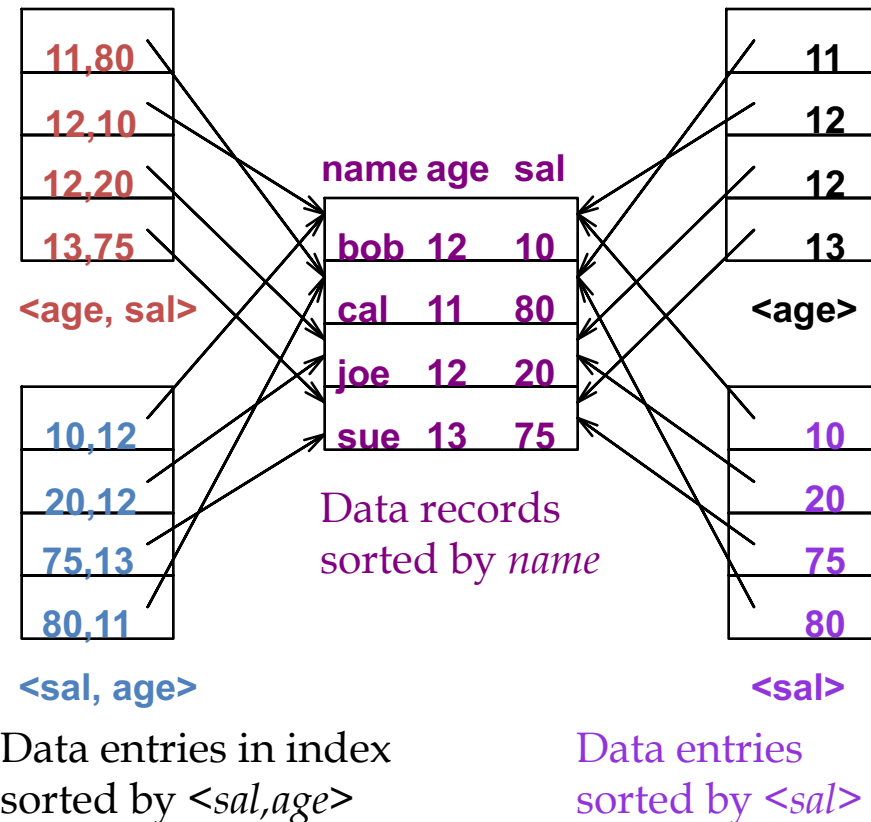 11,80
12,10
12,20
13,75
<age, sal>
name age sal
bob 12 10
cal 11 80
joe 12 20
sue 13 75
Data records
sorted by name
11
12
12
13
<age>
10,12
20,12
75,13
80,11
<sal, age>
Data entries in index
sorted by <sal,age>
10
20
75
80
<sal>
Data entries
sorted by <sal>